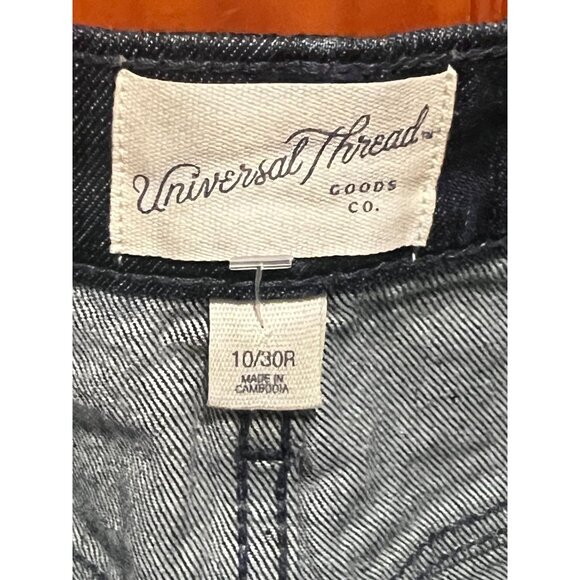 Universal Thread™
GOODS
CO.
10/30R
MADE IN
CAMBODIA